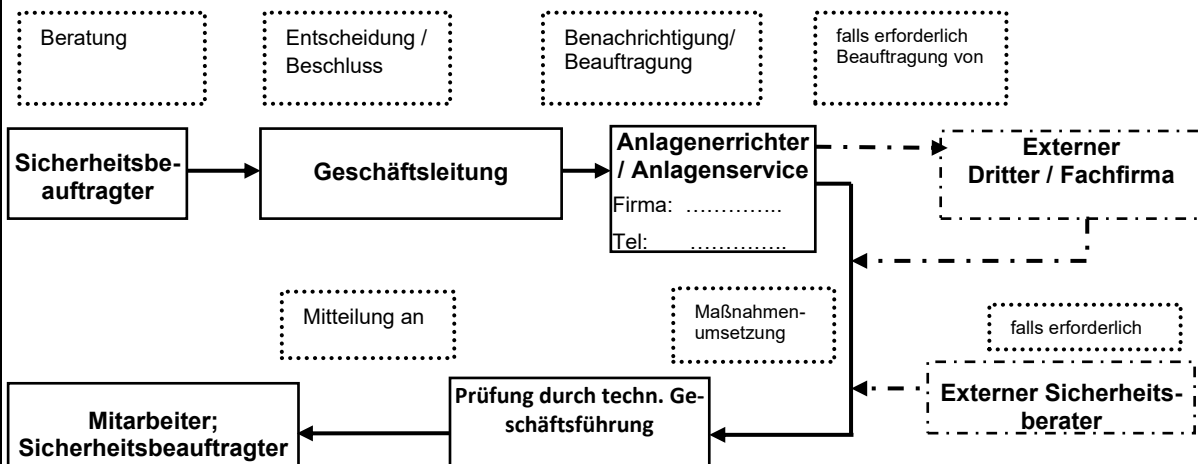 Beratung
Entscheidung /
Beschluss
Benachrichtigung/
Beauftragung
falls erforderlich
Beauftragung von
Sicherheitsbe-
auftragter
Geschäftsleitung
Anlagenerrichter
/ Anlagenservice
Firma: …………..
Tel: …………..
Externer
Dritter / Fachfirma
Mitteilung an
Maßnahmen-
umsetzung
falls erforderlich
Mitarbeiter;
Sicherheitsbeauftragter
Prüfung durch techn. Ge-
schäftsführung
Externer Sicherheits-
berater